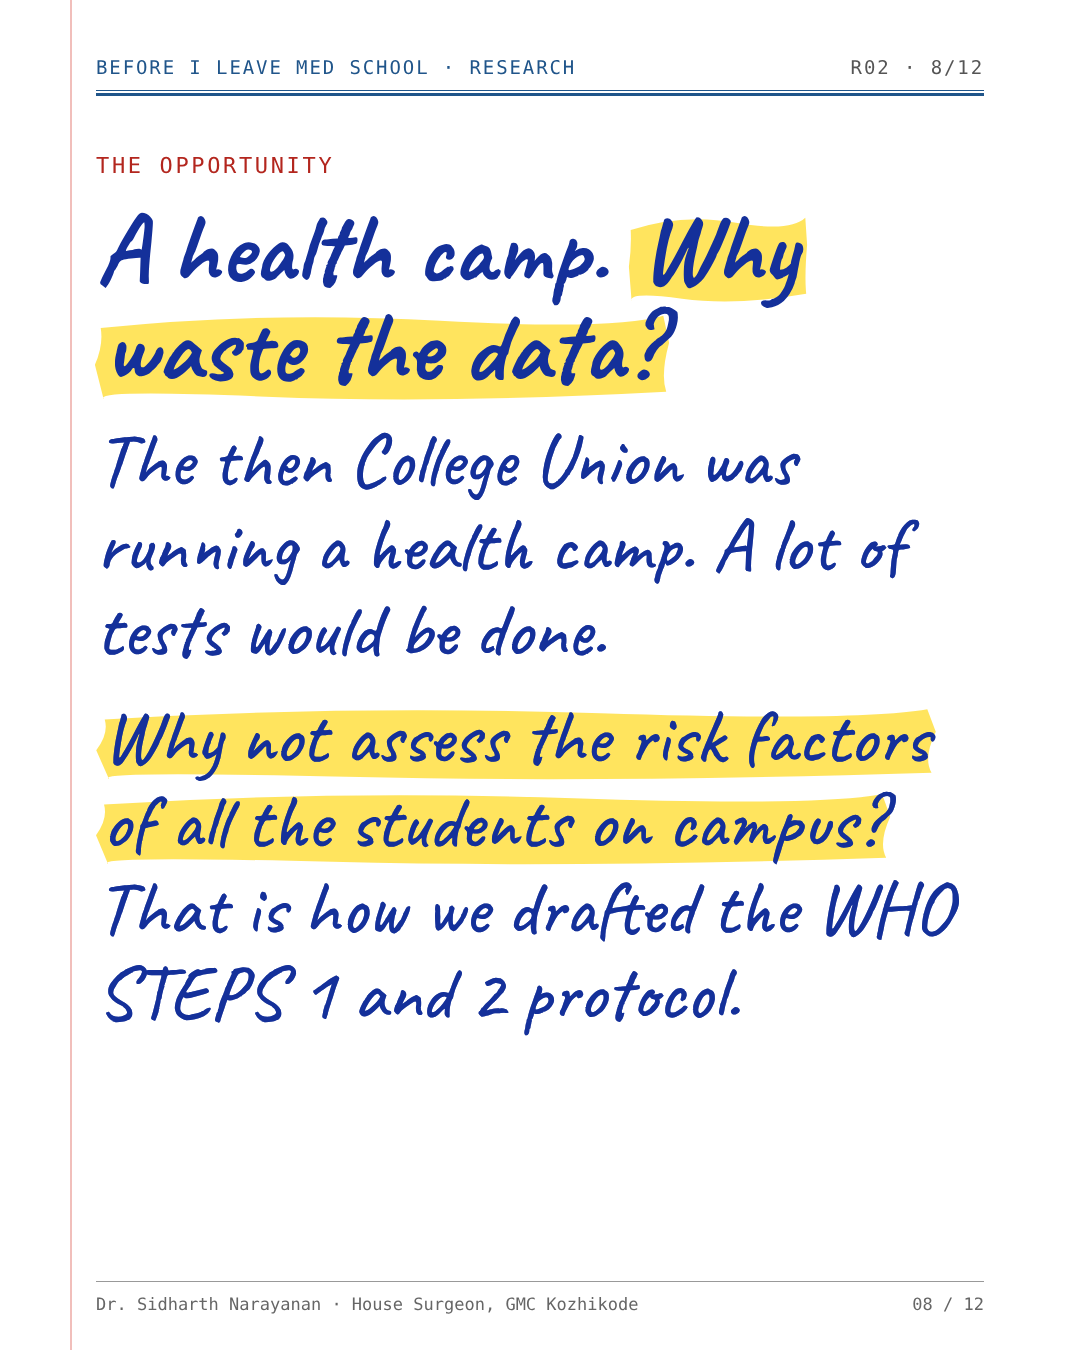 BEFORE I LEAVE MED SCHOOL · RESEARCH
R02 · 8/12
THE OPPORTUNITY
A health camp. Why
waste the data?
The then College Union was
running a health camp. A lot of
tests would be done.
Why not assess the risk factors
of all the students on campus?
That is how we drafted the WHO
STEPS 1 and 2 protocol.
Dr. Sidharth Narayanan · House Surgeon, GMC Kozhikode
08 / 12